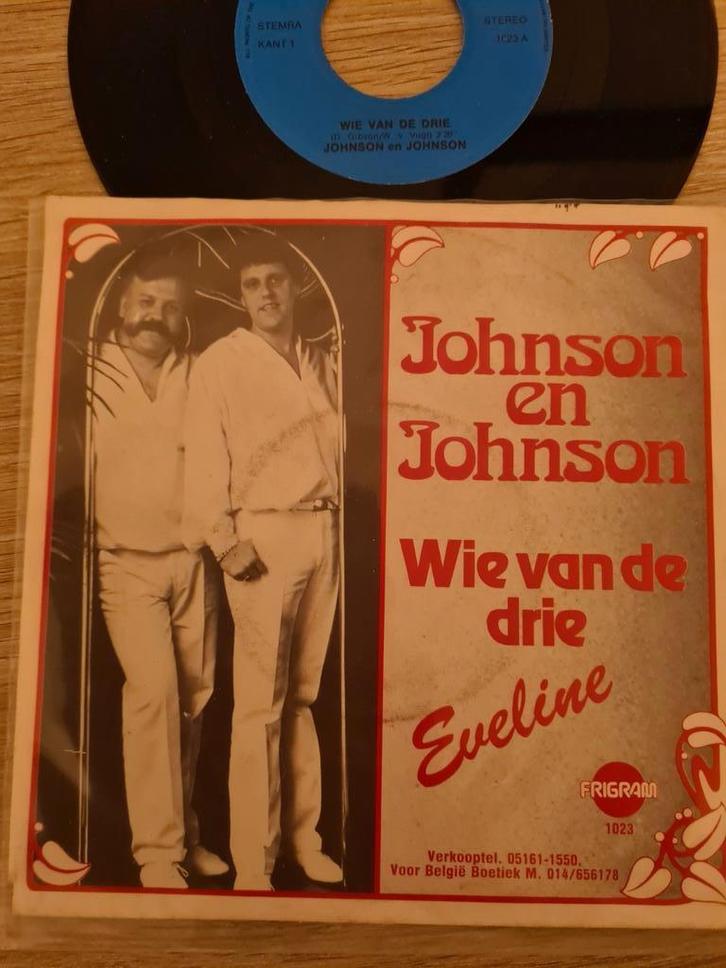 STEMRA
KANT 1
STEREO
1023 A
WIE VAN DE DRIE
JOHNSON en JOHNSON
Johnson
en
Johnson
Wie van de
drie
Eveline
FRIGRAM
1023
Verkooptel. 05161-1550.
Voor België Boetiek M. 014/656178